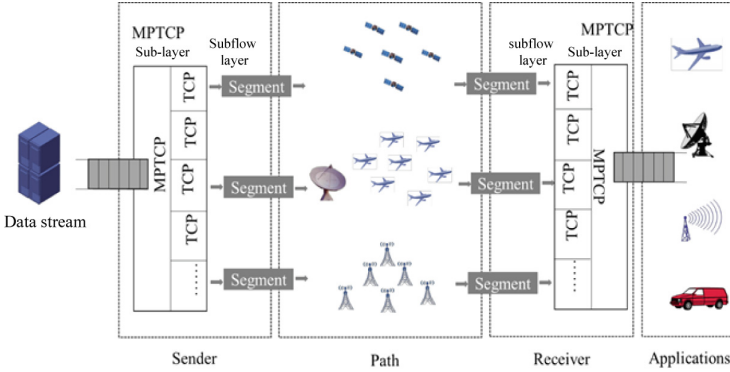 MPTCP
Sub-layer
Subflow
layer
TCP
TCP
TCP
TCP
......
MPTCP
Data stream
Segment
Segment
Segment
Segment
Segment
Segment
MPTCP
subflow
Sub-layer
layer
TCP
TCP
TCP
TCP
......
MPTCP
Sender
Path
Receiver
Applications